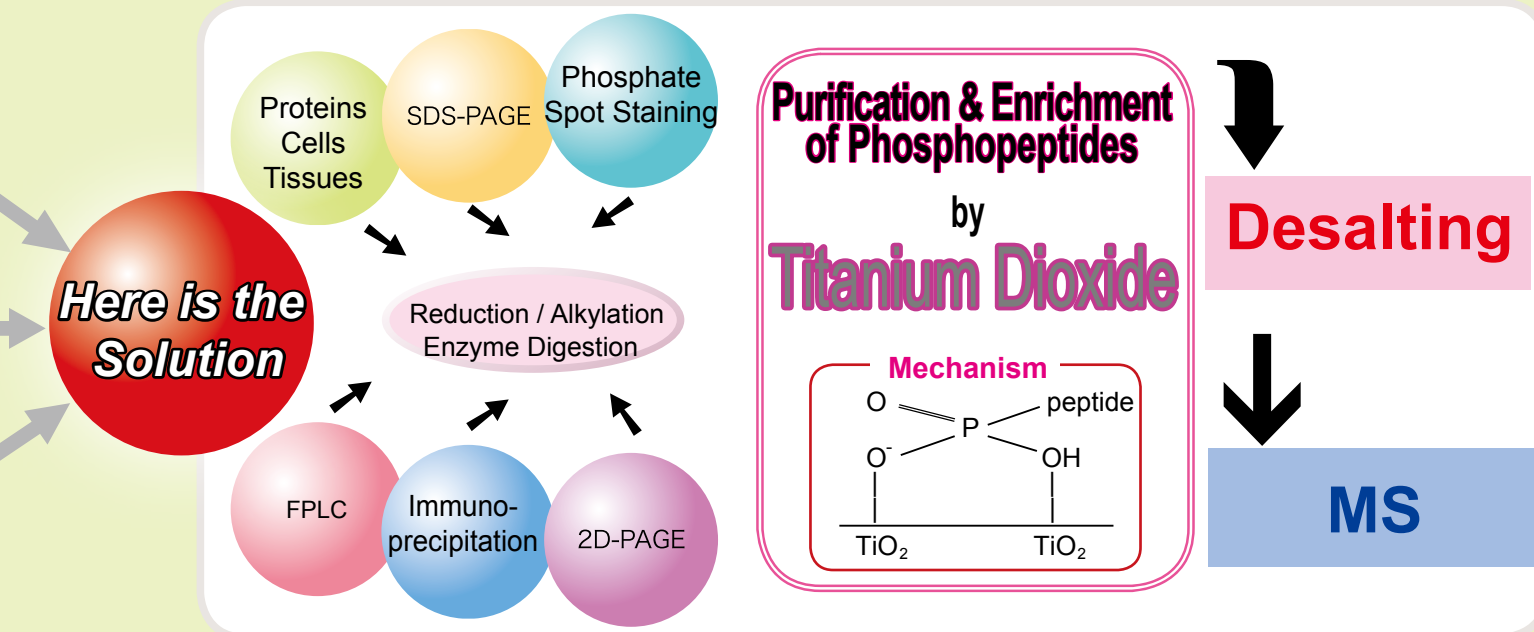 Here is the
Solution
Proteins
Cells
Tissues
SDS-PAGE
Phosphate
Spot Staining
Reduction / Alkylation
Enzyme Digestion
FPLC
Immuno-
precipitation
2D-PAGE
Purification & Enrichment
of Phosphopeptides
by
Titanium Dioxide
Mechanism
O
peptide
P
O⁻
OH
TiO₂
TiO₂
Desalting
MS